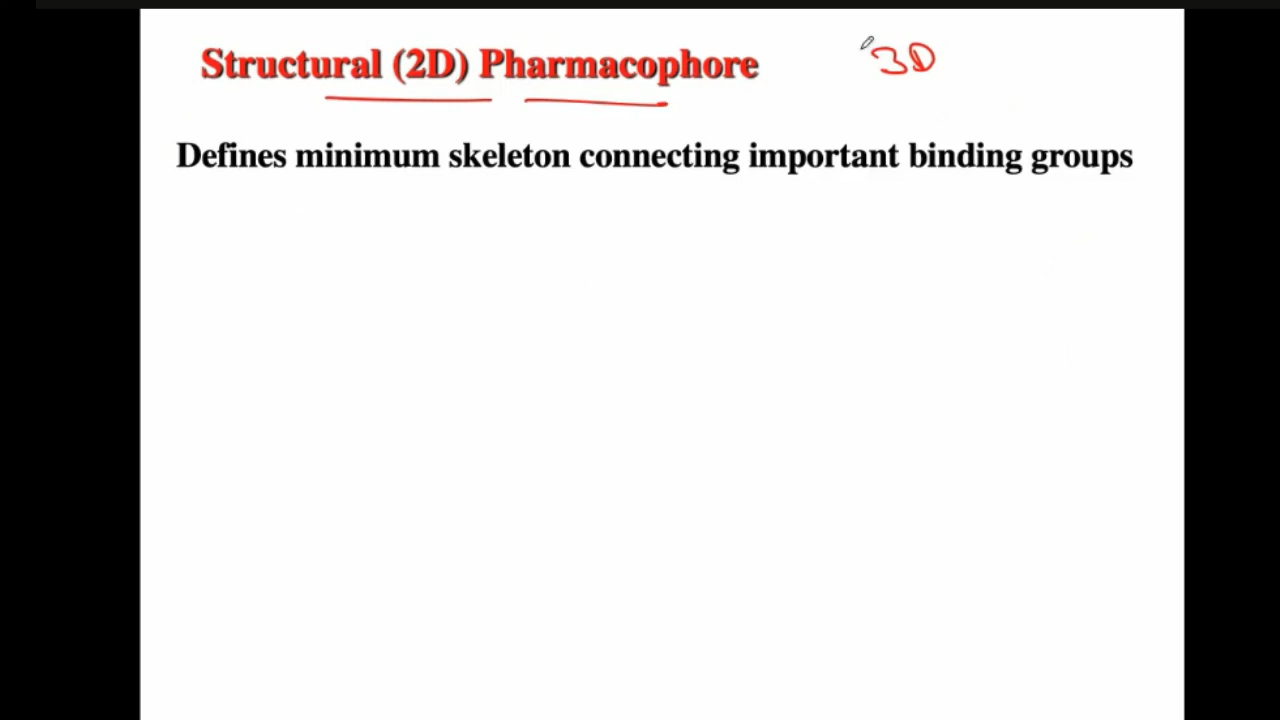 Structural (2D) Pharmacophore 3D
Defines minimum skeleton connecting important binding groups